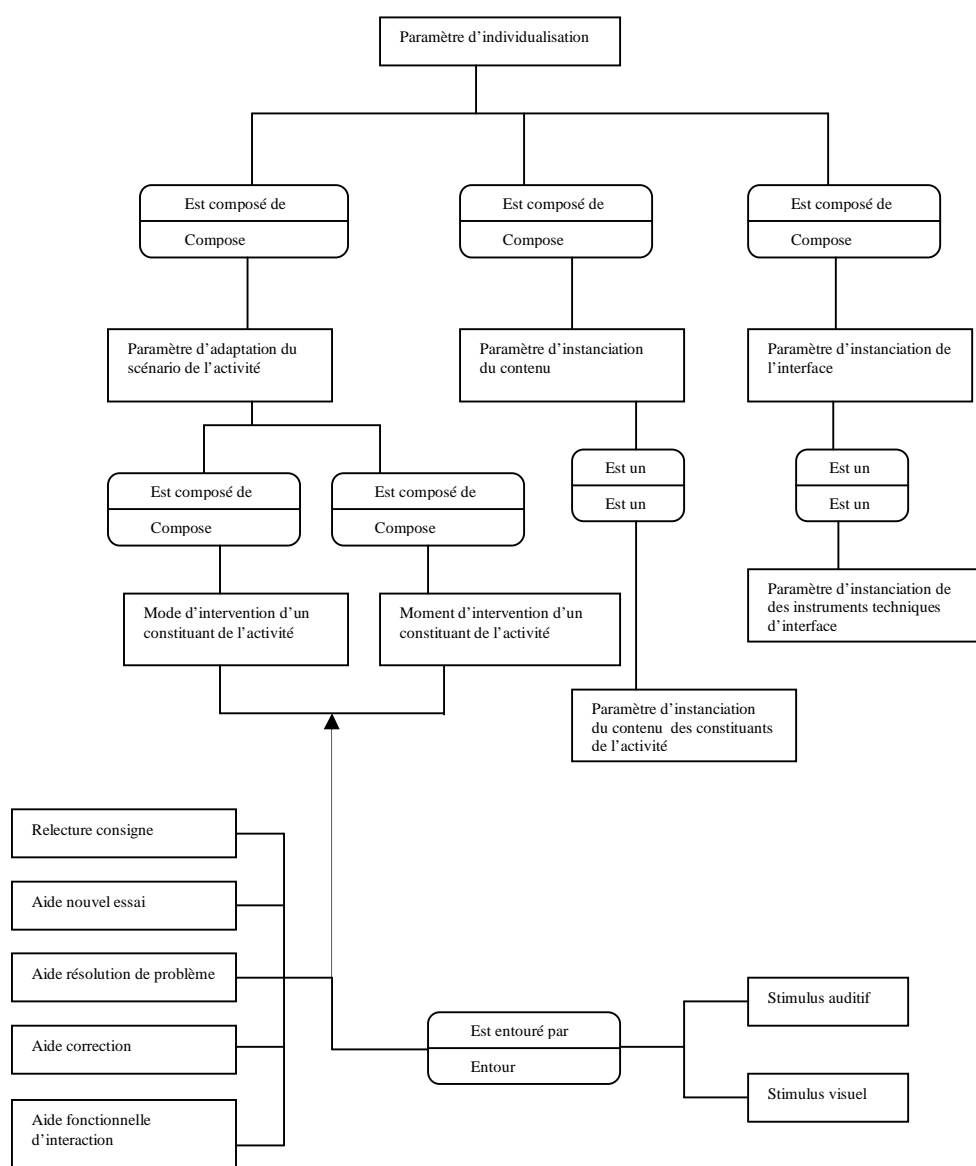 Paramètre d’individualisation
Est composé de
Compose
Est composé de
Compose
Est composé de
Compose
Paramètre d’adaptation du
scénario de l’activité
Paramètre d’instanciation
du contenu
Paramètre d’instanciation de
l’interface
Est composé de
Compose
Est composé de
Compose
Est un
Est un
Est un
Est un
Mode d’intervention d’un
constituant de l’activité
Moment d’intervention d’un
constituant de l’activité
Paramètre d’instanciation de
des instruments techniques
d’interface
Paramètre d’instanciation
du contenu des constituants
de l’activité
Relecture consigne
Aide nouvel essai
Aide résolution de problème
Aide correction
Aide fonctionnelle
d’interaction
Est entouré par
Entour
Stimulus auditif
Stimulus visuel